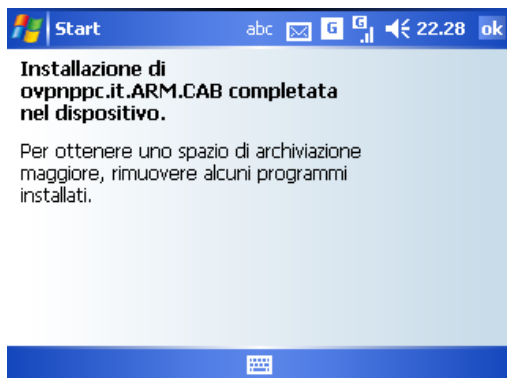 Start abc G G 22.28 ok
Installazione di
ovpnppc.it.ARM.CAB completata
nel dispositivo.
Per ottenere uno spazio di archiviazione
maggiore, rimuovere alcuni programmi
installati.